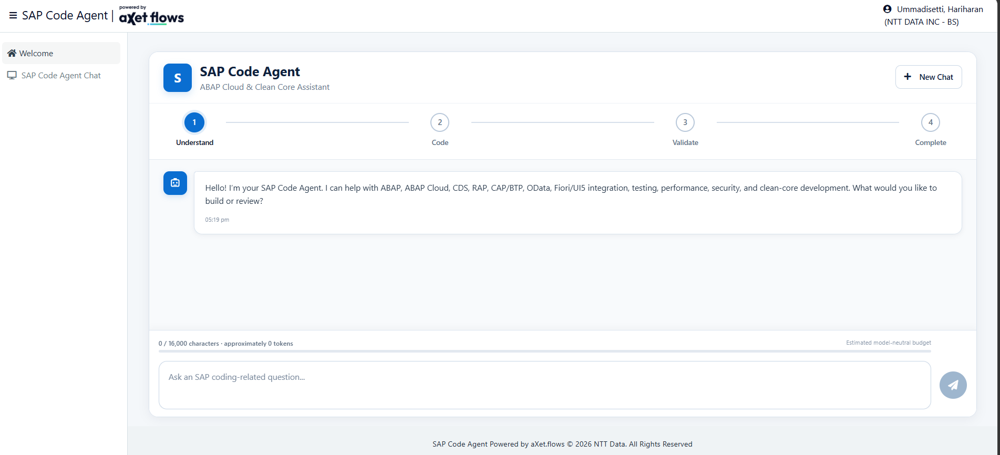 SAP Code Agent |
powered by
aXet flows
Ummadisetti, Hariharan
(NTT DATA INC - BS)
Welcome
SAP Code Agent Chat
S
SAP Code Agent
ABAP Cloud & Clean Core Assistant
+ New Chat
1
Understand
2
Code
3
Validate
4
Complete
Hello! I’m your SAP Code Agent. I can help with ABAP, ABAP Cloud, CDS, RAP, CAP/BTP, OData, Fiori/UI5 integration, testing, performance, security, and clean-core development. What would you like to
build or review?
05:19 pm
0 / 16,000 characters · approximately 0 tokens
Estimated model-neutral budget
Ask an SAP coding-related question...
SAP Code Agent Powered by aXet.flows © 2026 NTT Data. All Rights Reserved